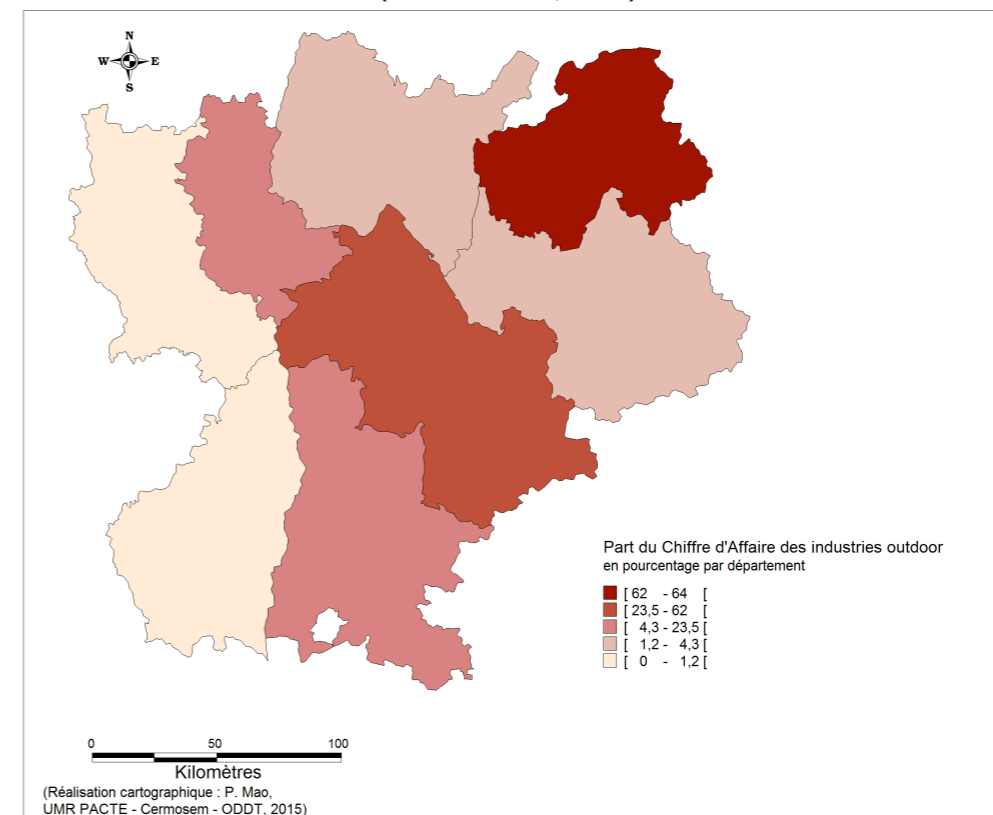 N
W E
S
Part du Chiffre d'Affaire des industries outdoor
en pourcentage par département
[ 62 - 64 [
[ 23,5 - 62 [
[ 4,3 - 23,5 [
[ 1,2 - 4,3 [
[ 0 - 1,2 [
0 50 100
Kilomètres
(Réalisation cartographique : P. Mao,
UMR PACTE - Cermosem - ODDT, 2015)